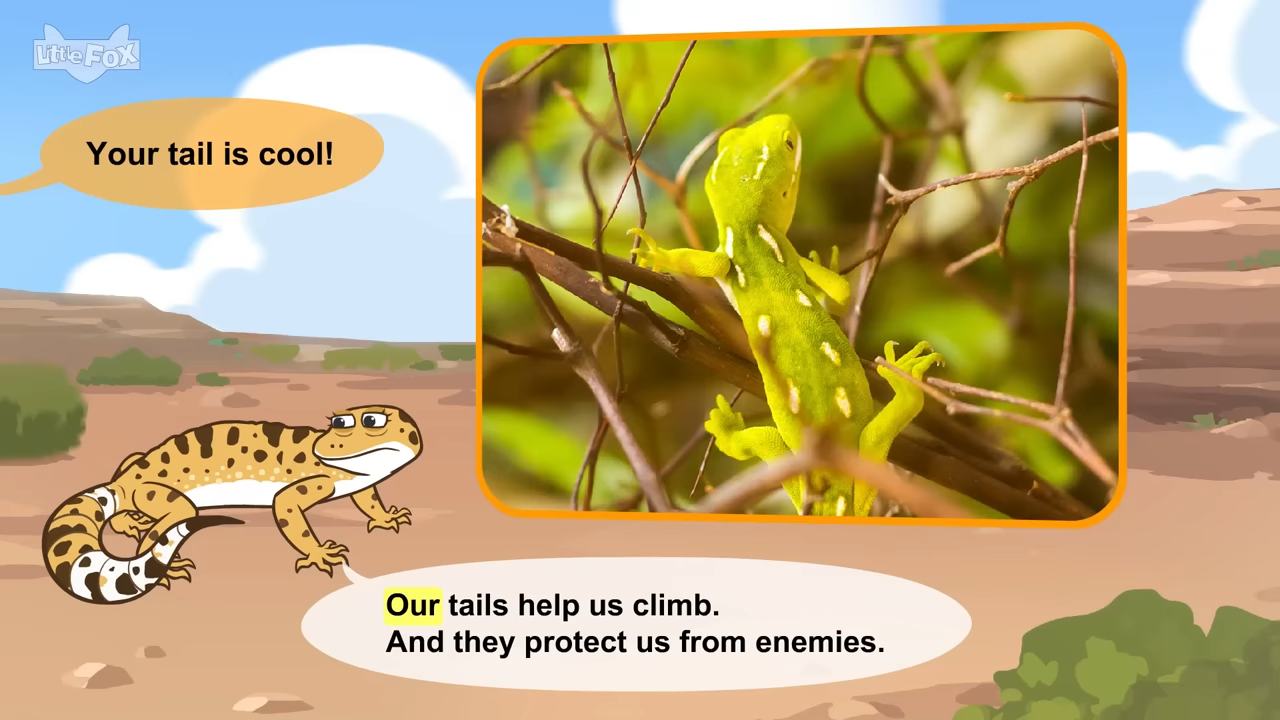 Little Fox
Your tail is cool!
Our tails help us climb.
And they protect us from enemies.